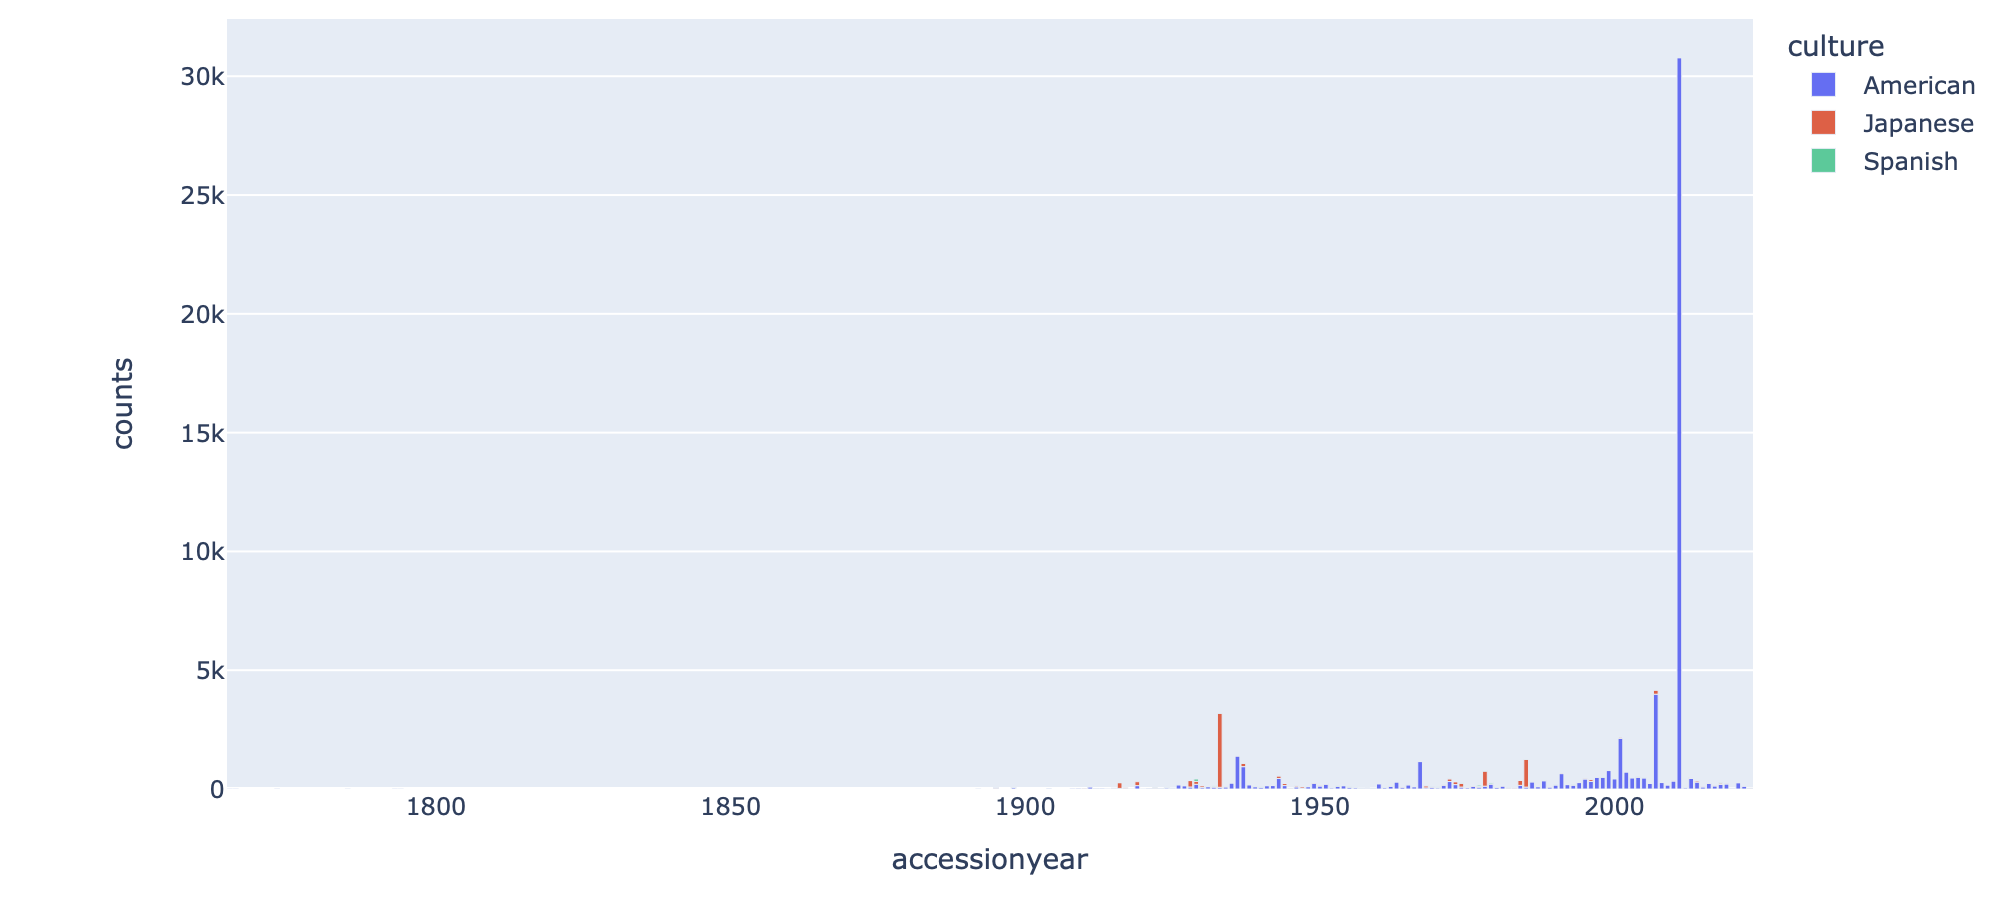 30k
25k
20k
15k
10k
5k
0
counts
1800 1850 1900 1950 2000
accessionyear
culture
American
Japanese
Spanish